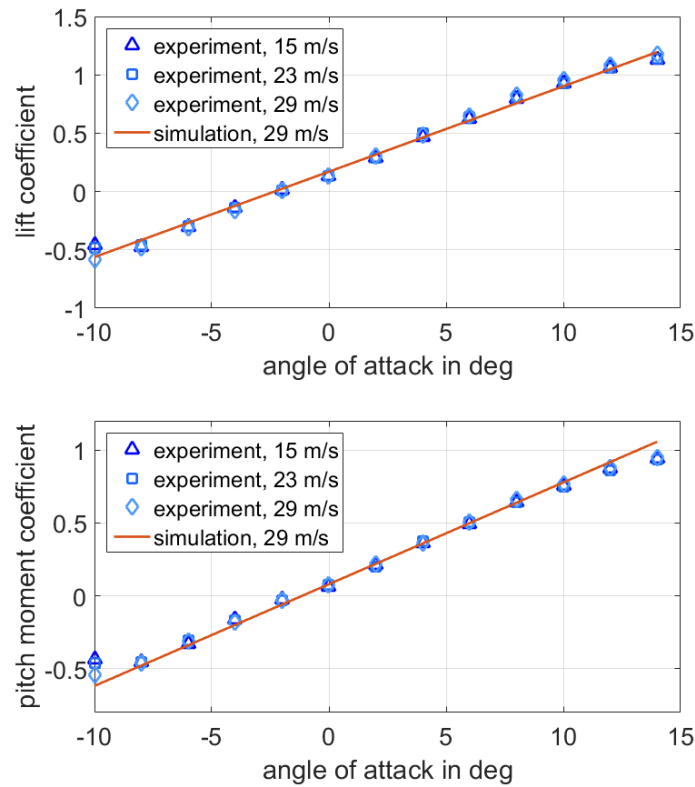 1.5
1
0.5
0
-0.5
-1
lift coefficient
experiment, 15 m/s
experiment, 23 m/s
experiment, 29 m/s
simulation, 29 m/s
-10 -5 0 5 10 15
angle of attack in deg
1
0.5
0
-0.5
pitch moment coefficient
experiment, 15 m/s
experiment, 23 m/s
experiment, 29 m/s
simulation, 29 m/s
-10 -5 0 5 10 15
angle of attack in deg